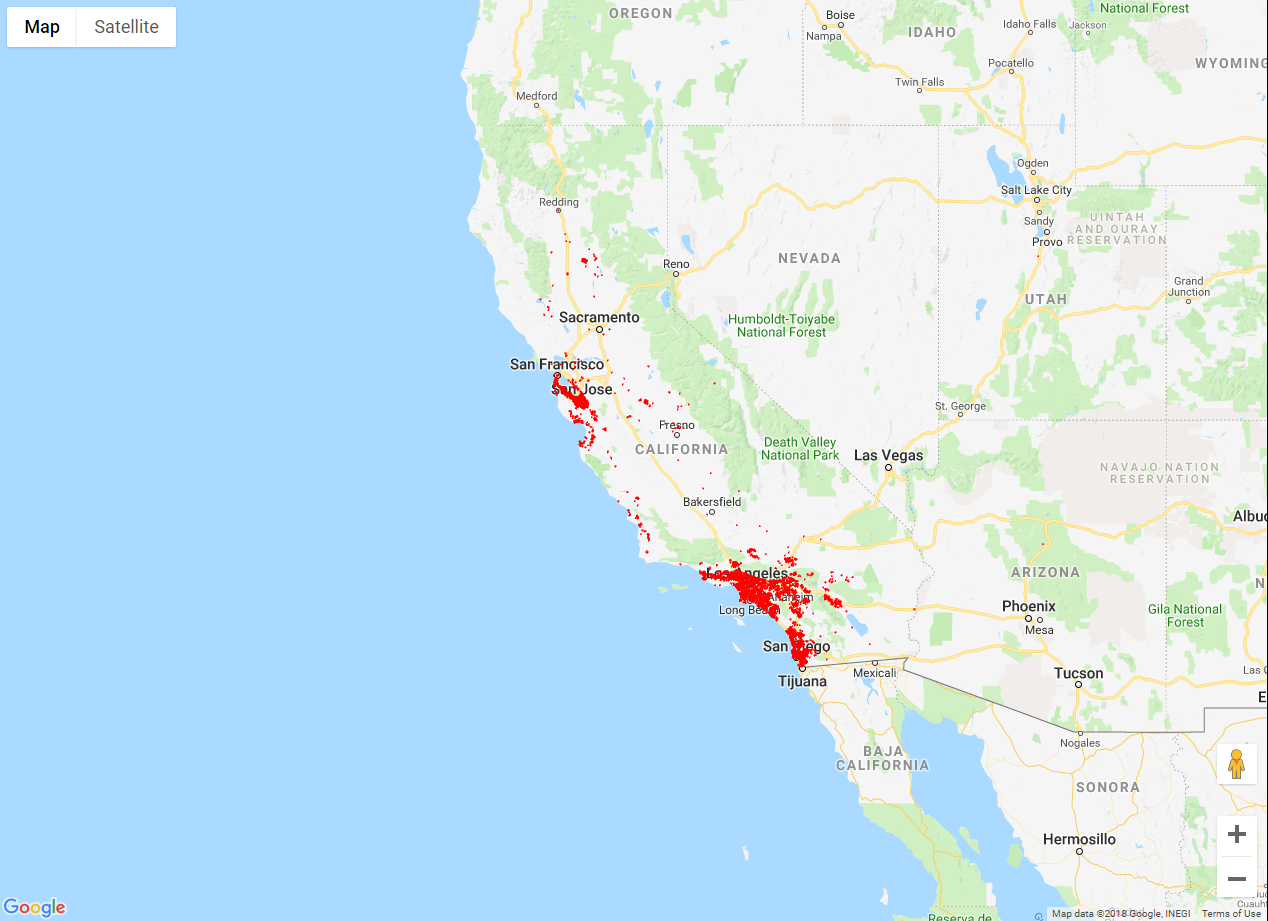 Map
Satellite
OREGON
Boise
Nampa
IDAHO
National Forest
Idaho Falls
Jackson
Pocatello
WYOMING
Twin Falls
Medford
Ogden
Salt Lake City
Redding
Sandy
Provo
UINTAH
AND OURAY
RESERVATION
Reno
NEVADA
Grand
Junction
UTAH
Sacramento
Humboldt-Toiyabe
National Forest
San Francisco
San Jose
St. George
Fresno
CALIFORNIA
Death Valley
National Park
Las Vegas
NAVAJO NATION
RESERVATION
Bakersfield
Albuq
Los Angeles
ARIZONA
Anaheim
Long Beach
Phoenix
Mesa
Gila National
Forest
San Diego
Tijuana
Mexicali
Tucson
Las C
Nogales
BAJA
CALIFORNIA
SONORA
Hermosillo
Google
Reserva de
Map data ©2018 Google, INEGI
Terms of Use